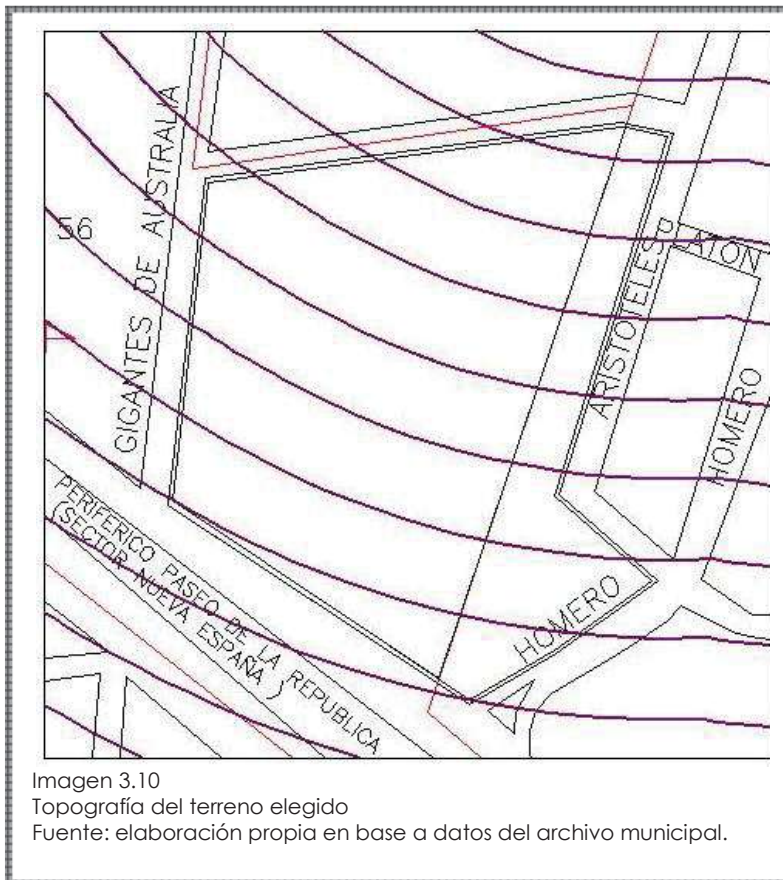 GIGANTES DE AUSTRALIA
56
ARISTOTELES
PLATON
HOMERO
HOMERO
PERIFERICO PASEO DE LA REPUBLICA
(SECTOR NUEVA ESPAÑA )
Imagen 3.10
Topografía del terreno elegido
Fuente: elaboración propia en base a datos del archivo municipal.